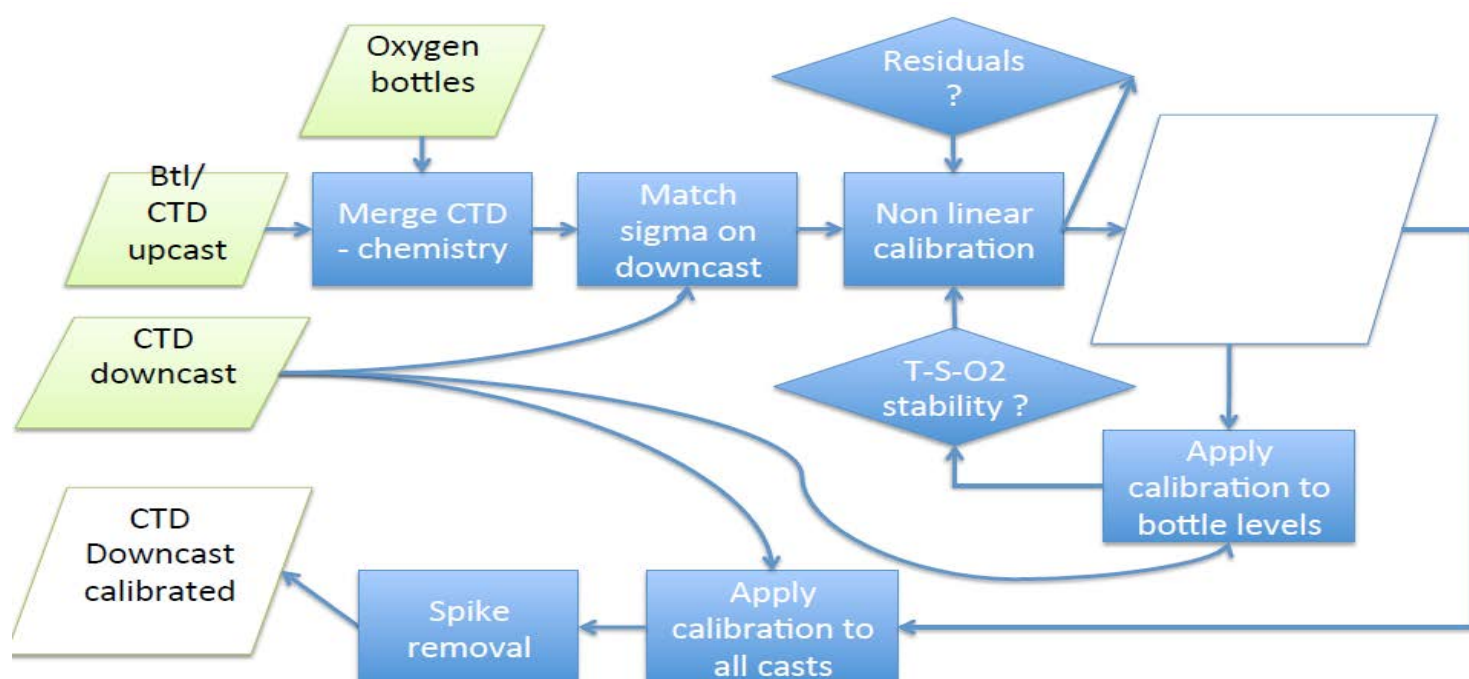 Oxygen
bottles
Residuals
?
Btl/
CTD
upcast
Merge CTD
- chemistry
Match
sigma on
downcast
Non linear
calibration
CTD
downcast
T-S-O2
stability ?
Apply
calibration to
bottle levels
CTD
Downcast
calibrated
Spike
removal
Apply
calibration to
all casts